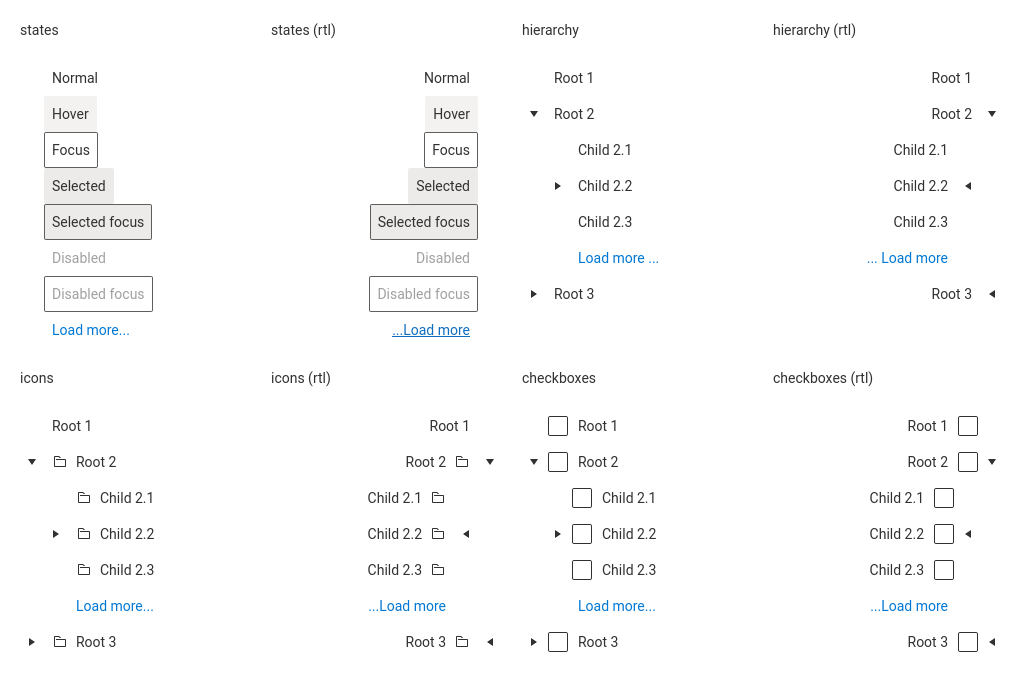 states
Normal
Hover
Focus
Selected
Selected focus
Disabled
Disabled focus
Load more...
states (rtl)
Normal
Hover
Focus
Selected
Selected focus
Disabled
Disabled focus
...Load more
hierarchy
Root 1
Root 2
Child 2.1
Child 2.2
Child 2.3
Load more ...
Root 3
hierarchy (rtl)
Root 1
Root 2
Child 2.1
Child 2.2
Child 2.3
... Load more
Root 3
icons
Root 1
Root 2
Child 2.1
Child 2.2
Child 2.3
Load more...
Root 3
icons (rtl)
Root 1
Root 2
Child 2.1
Child 2.2
Child 2.3
...Load more
Root 3
checkboxes
Root 1
Root 2
Child 2.1
Child 2.2
Child 2.3
Load more...
Root 3
checkboxes (rtl)
Root 1
Root 2
Child 2.1
Child 2.2
Child 2.3
...Load more
Root 3